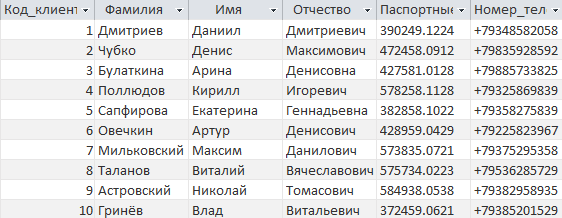 Код_клиент Фамилия Имя Отчество Паспортные Номер_тел
1 Дмитриев Даниил Дмитриевич 390249.1224 +79348582058
2 Чубко Денис Максимович 472458.0912 +79835928592
3 Булаткина Арина Денисовна 427581.0128 +79885733825
4 Поллюдов Кирилл Игоревич 578258.1128 +79325869839
5 Сапфирова Екатерина Геннадьевна 382858.1022 +79358275839
6 Овечкин Артур Денисович 428959.0429 +79225823967
7 Мильковский Максим Данилович 573835.0721 +79375295358
8 Таланов Виталий Вячеславович 575734.0223 +79536285729
9 Астровский Николай Томасович 584938.0538 +79382958935
10 Гринёв Влад Витальевич 372459.0621 +79385201529